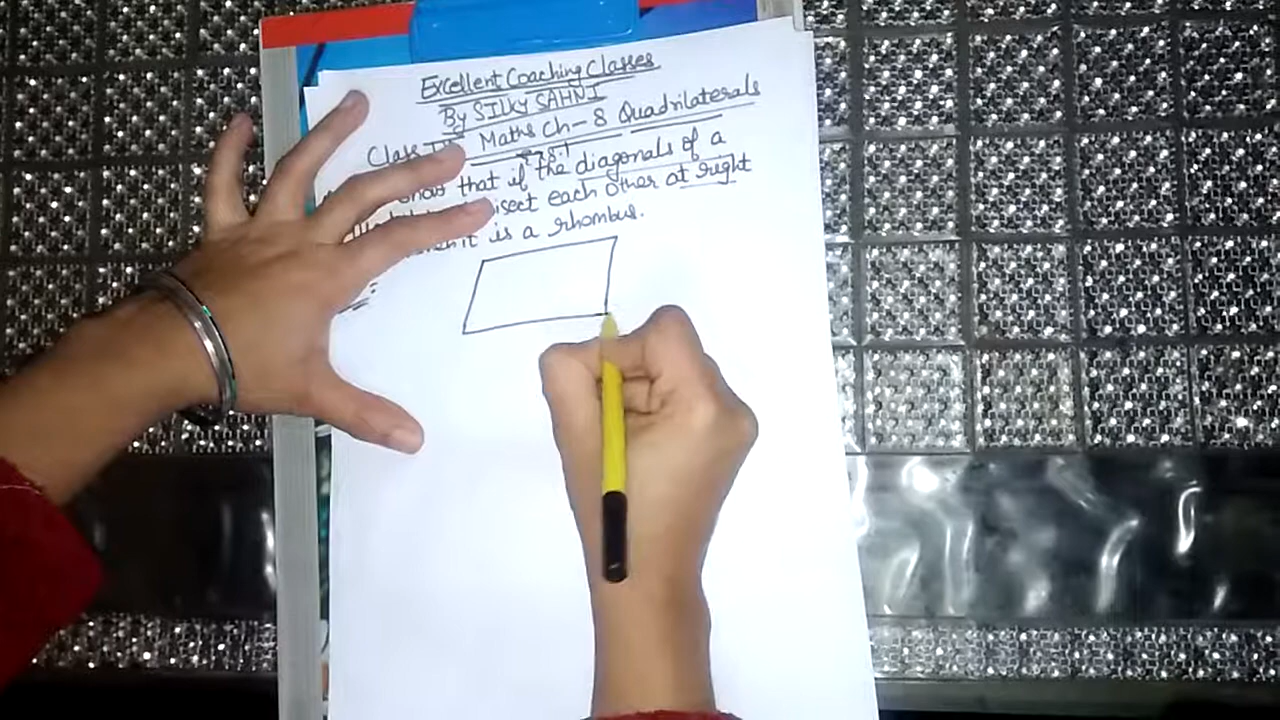 Excellent Coaching Classes
By SILKY SAHNI
Class Maths Ch-8 Quadrilaterals
that if the diagonals of a
bisect each other at right
it is a rhombus.